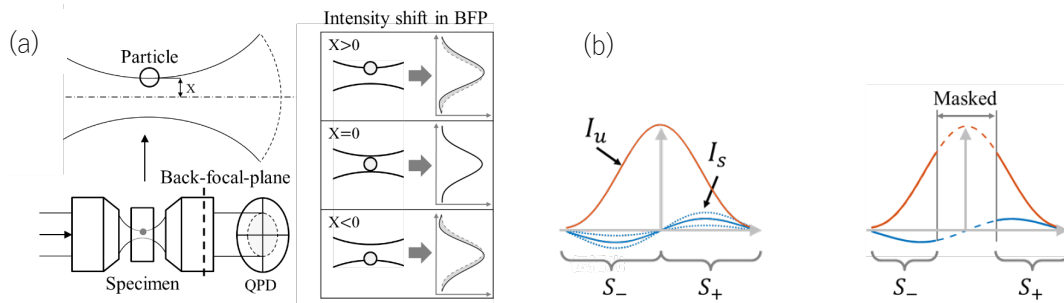 (a)
Particle
X
Back-focal-plane
Specimen
QPD
Intensity shift in BFP
X>0
X=0
X<0
(b)
I_u
I_s
S_-
S_+
Masked
S_-
S_+